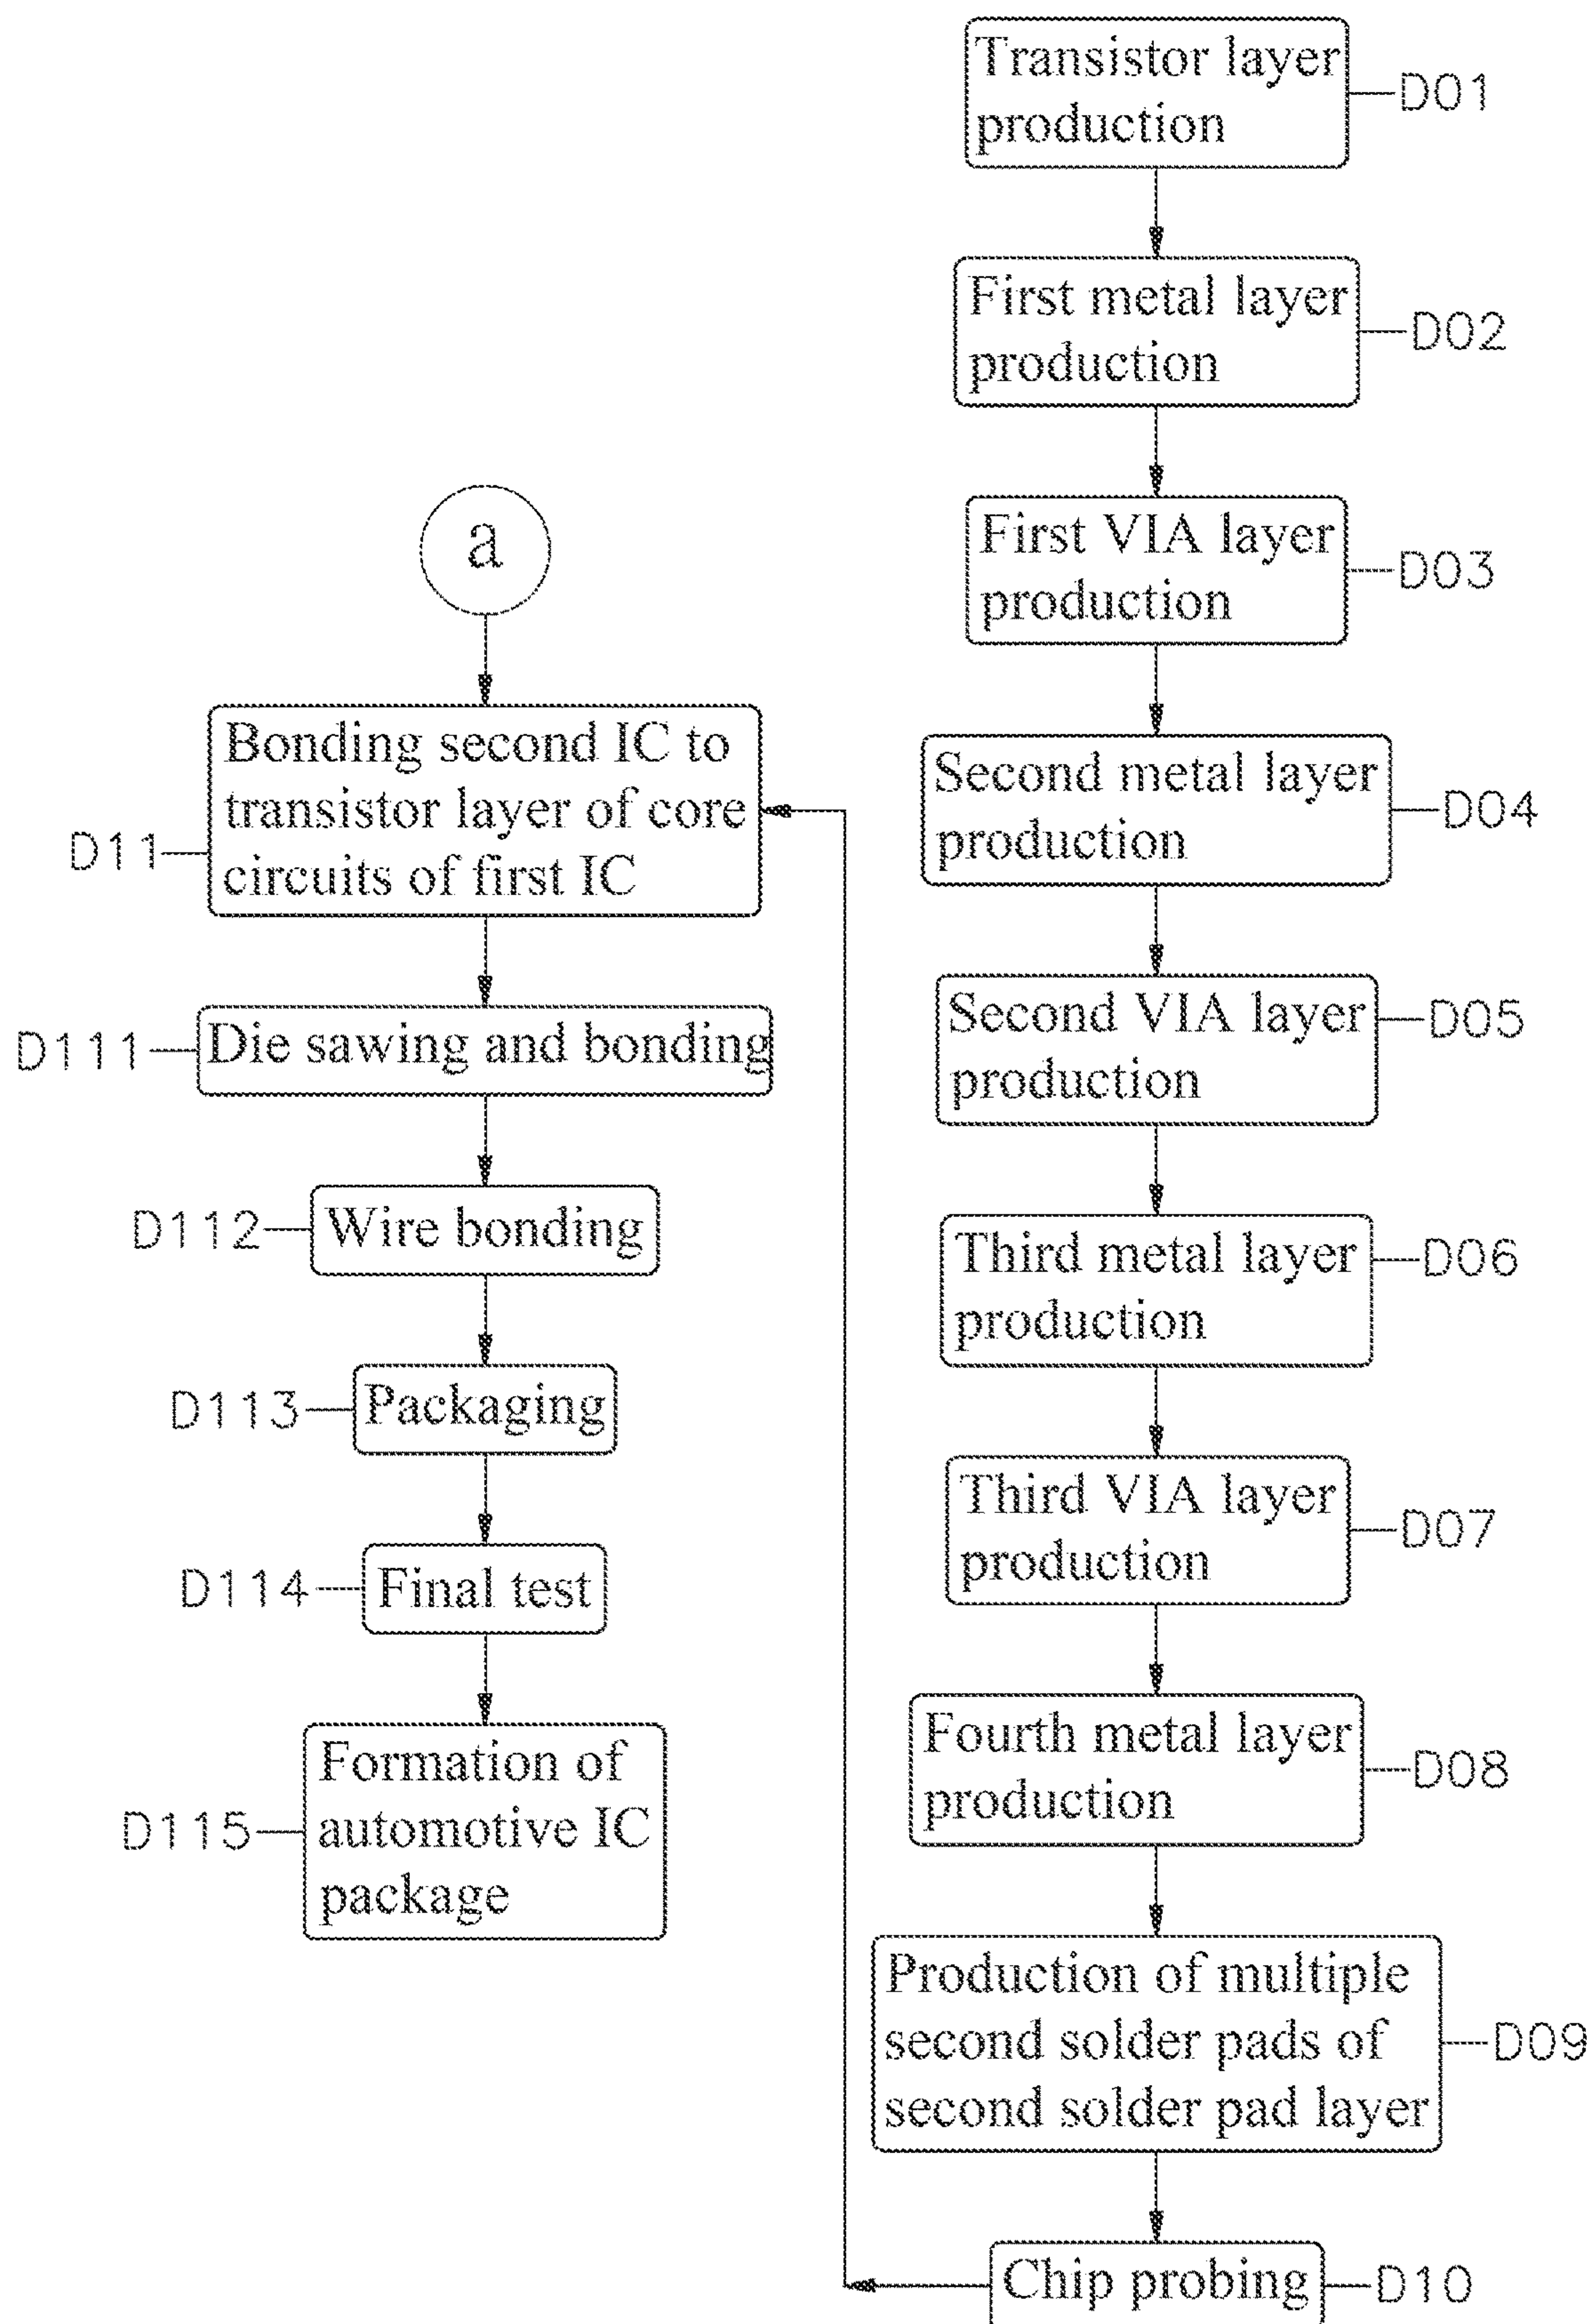 Transistor layer
production
D01
First metal layer
production
D02
First VIA layer
production
D03
Second metal layer
production
D04
Second VIA layer
production
D05
Third metal layer
production
D06
Third VIA layer
production
D07
Fourth metal layer
production
D08
Production of multiple
second solder pads of
second solder pad layer
D09
Chip probing
D10
a
Bonding second IC to
transistor layer of core
circuits of first IC
D11
Die sawing and bonding
D111
Wire bonding
D112
Packaging
D113
Final test
D114
Formation of
automotive IC
package
D115